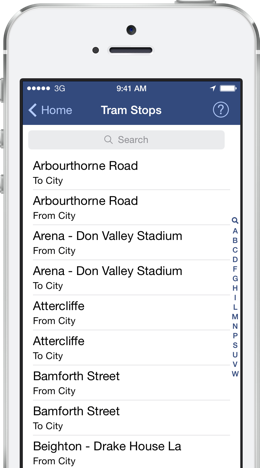 3G 9:41 AM
Home Tram Stops ?
Search
Arbourthorne Road
To City
Arbourthorne Road
From City
Arena - Don Valley Stadium
From City
Arena - Don Valley Stadium
To City
Attercliffe
From City
Attercliffe
To City
Bamforth Street
From City
Bamforth Street
To City
Beighton - Drake House La
From City
A
B
C
D
F
G
H
I
L
M
N
P
S
U
V
W